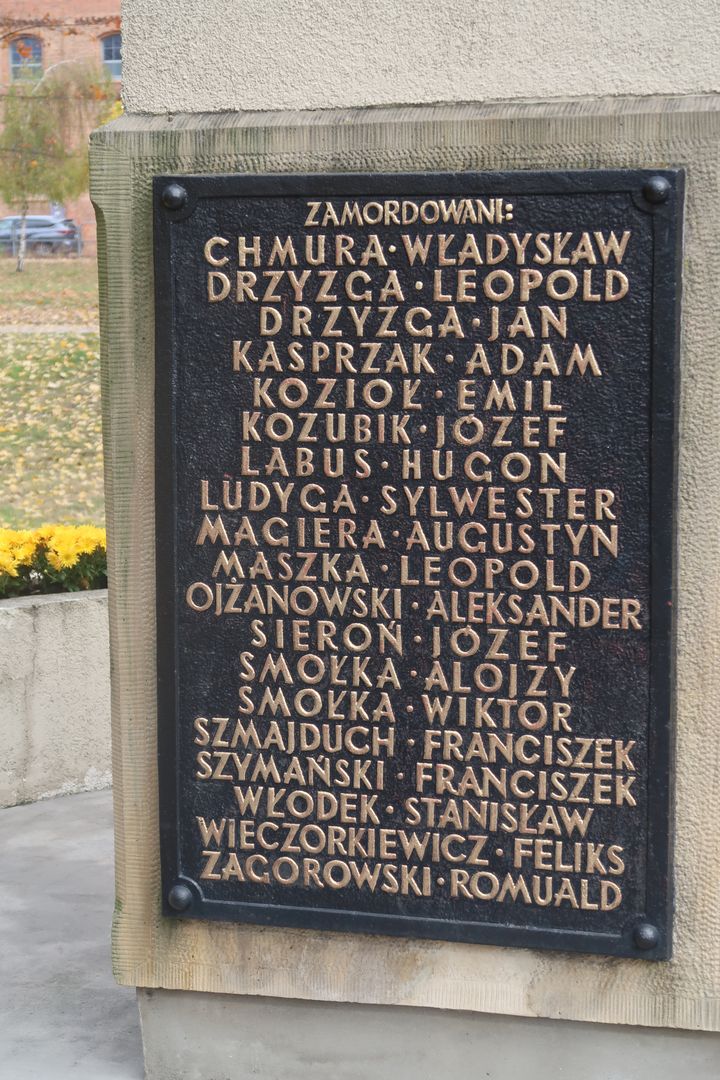 ZAMORDOWANI:
CHMURA·WŁADYSŁAW
DRZYZGA·LEOPOLD
DRZYZGA·JAN
KASPRZAK·ADAM
KOZIOŁ·EMIL
KOZUBIK·JÓZEF
LABUS·HUGON
LUDYGA·SYLWESTER
MAGIERA·AUGUSTYN
MASZKA·LEOPOLD
OJŻANOWSKI·ALEKSANDER
SIEROŃ·JÓZEF
SMOŁKA·ALOJZY
SMOŁKA·WIKTOR
SZMAJDUCH·FRANCISZEK
SZYMAŃSKI·FRANCISZEK
WŁODEK·STANISŁAW
WIECZORKIEWICZ·FELIKS
ZAGOROWSKI·ROMUALD